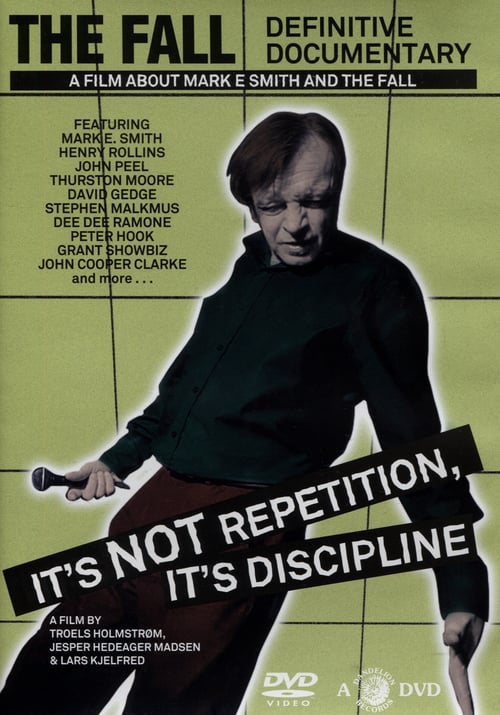 THE FALL
DEFINITIVE
DOCUMENTARY
A FILM ABOUT MARK E SMITH AND THE FALL
FEATURING
MARK E. SMITH
HENRY ROLLINS
JOHN PEEL
THURSTON MOORE
DAVID GEDGE
STEPHEN MALKMUS
DEE DEE RAMONE
PETER HOOK
GRANT SHOWBIZ
JOHN COOPER CLARKE
and more . . .
IT'S NOT REPETITION,
IT'S DISCIPLINE
A FILM BY
TROELS HOLMSTRØM,
JESPER HEDEAGER MADSEN
& LARS KJELFRED
DVD
VIDEO
A DANDELION RECORDS DVD